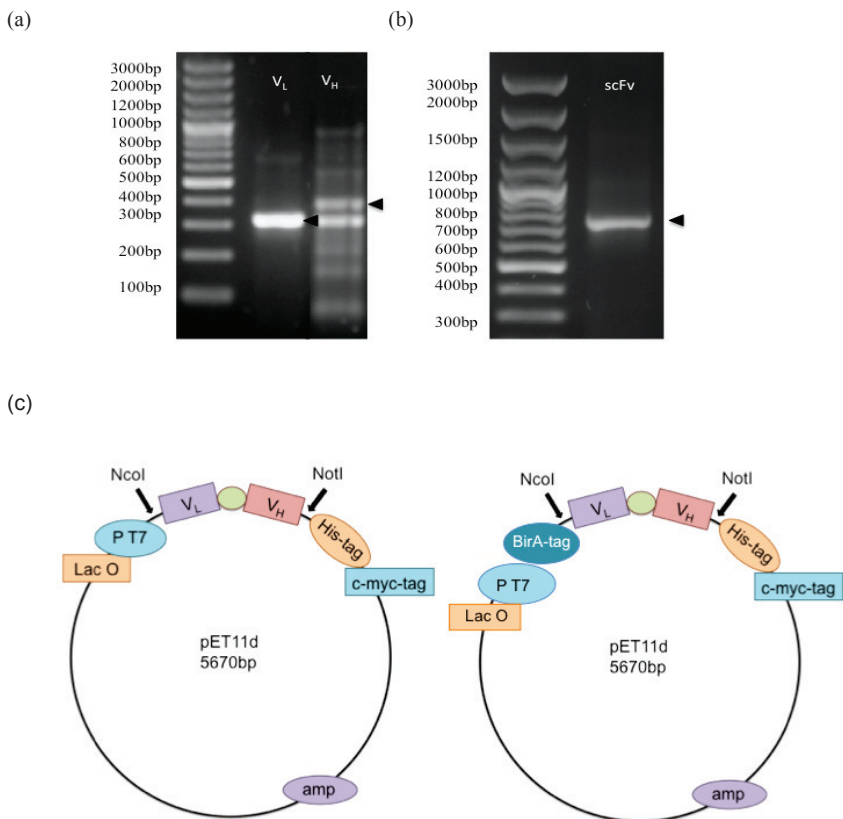 (a)
3000bp
2000bp
1200bp
1000bp
800bp
600bp
500bp
400bp
300bp
200bp
100bp
VL
VH
(b)
3000bp
2000bp
1500bp
1200bp
1000bp
800bp
700bp
600bp
500bp
400bp
300bp
scFv
(c)
NcoI
NotI
VL
VH
P T7
His-tag
Lac O
c-myc-tag
pET11d
5670bp
amp
NcoI
NotI
VL
VH
BirA-tag
His-tag
P T7
c-myc-tag
Lac O
pET11d
5670bp
amp